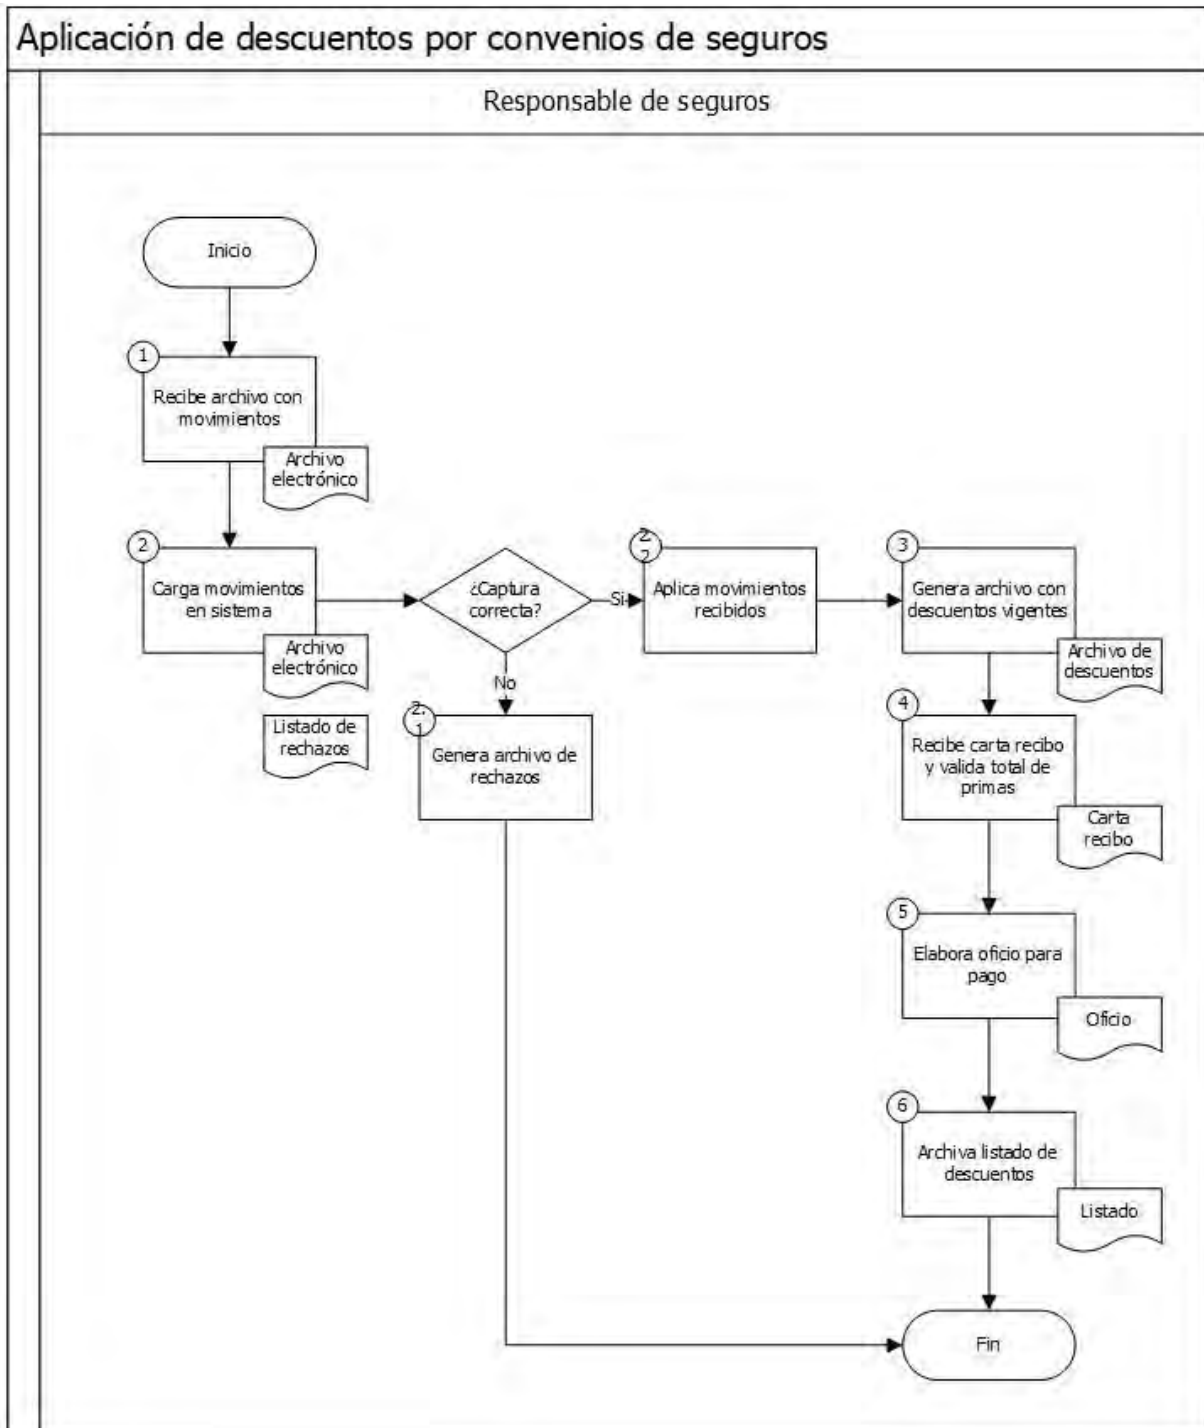 Aplicación de descuentos por convenios de seguros
Responsable de seguros
Inicio
1
Recibe archivo con
movimientos
Archivo
electrónico
2
Carga movimientos
en sistema
Archivo
electrónico
Listado de
rechazos
¿Captura
correcta?
Si
No
2.
1
Genera archivo de
rechazos
2.
2
Aplica movimientos
recibidos
3
Genera archivo con
descuentos vigentes
Archivo de
descuentos
4
Recibe carta recibo
y valida total de
primas
Carta
recibo
5
Elabora oficio para
pago
Oficio
6
Archiva listado de
descuentos
Listado
Fin